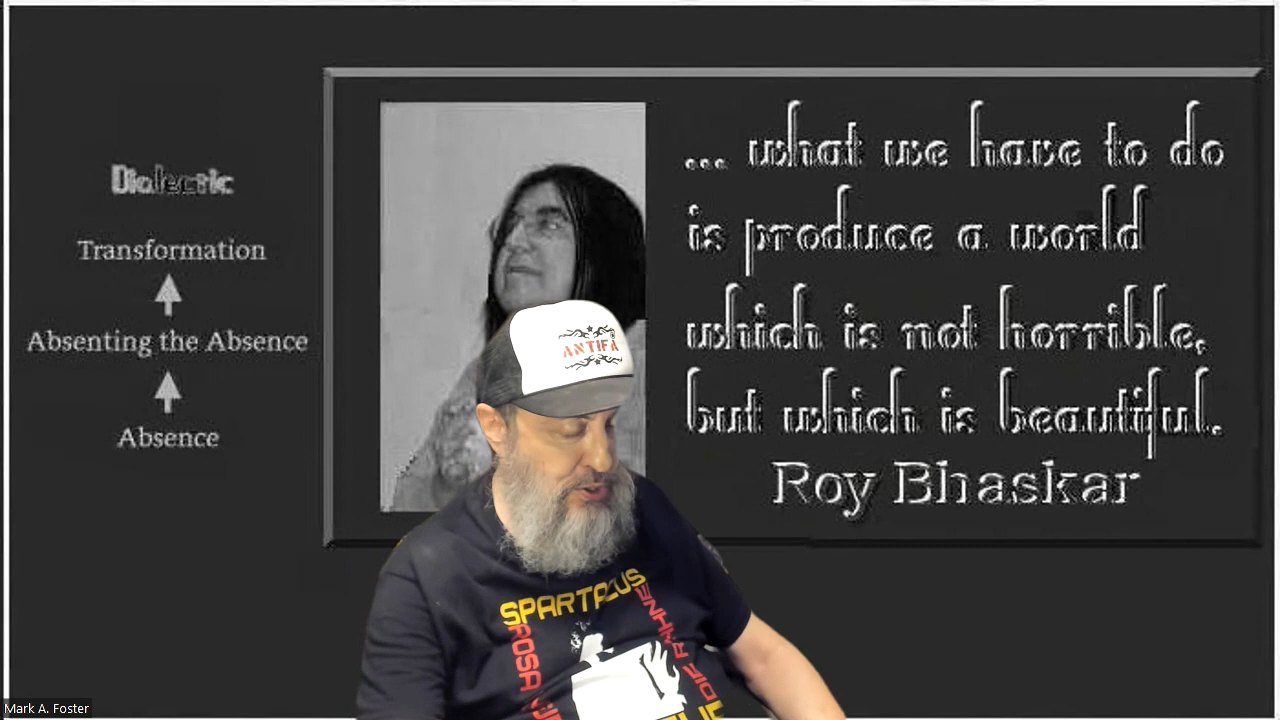 Dialectic
Transformation
Absenting the Absence
Absence
... what we have to do
is produce a world
which is not horrible,
but which is beautiful.
Roy Bhaskar
ANTIFA
SPARTACUS
ROSA
Mark A. Foster